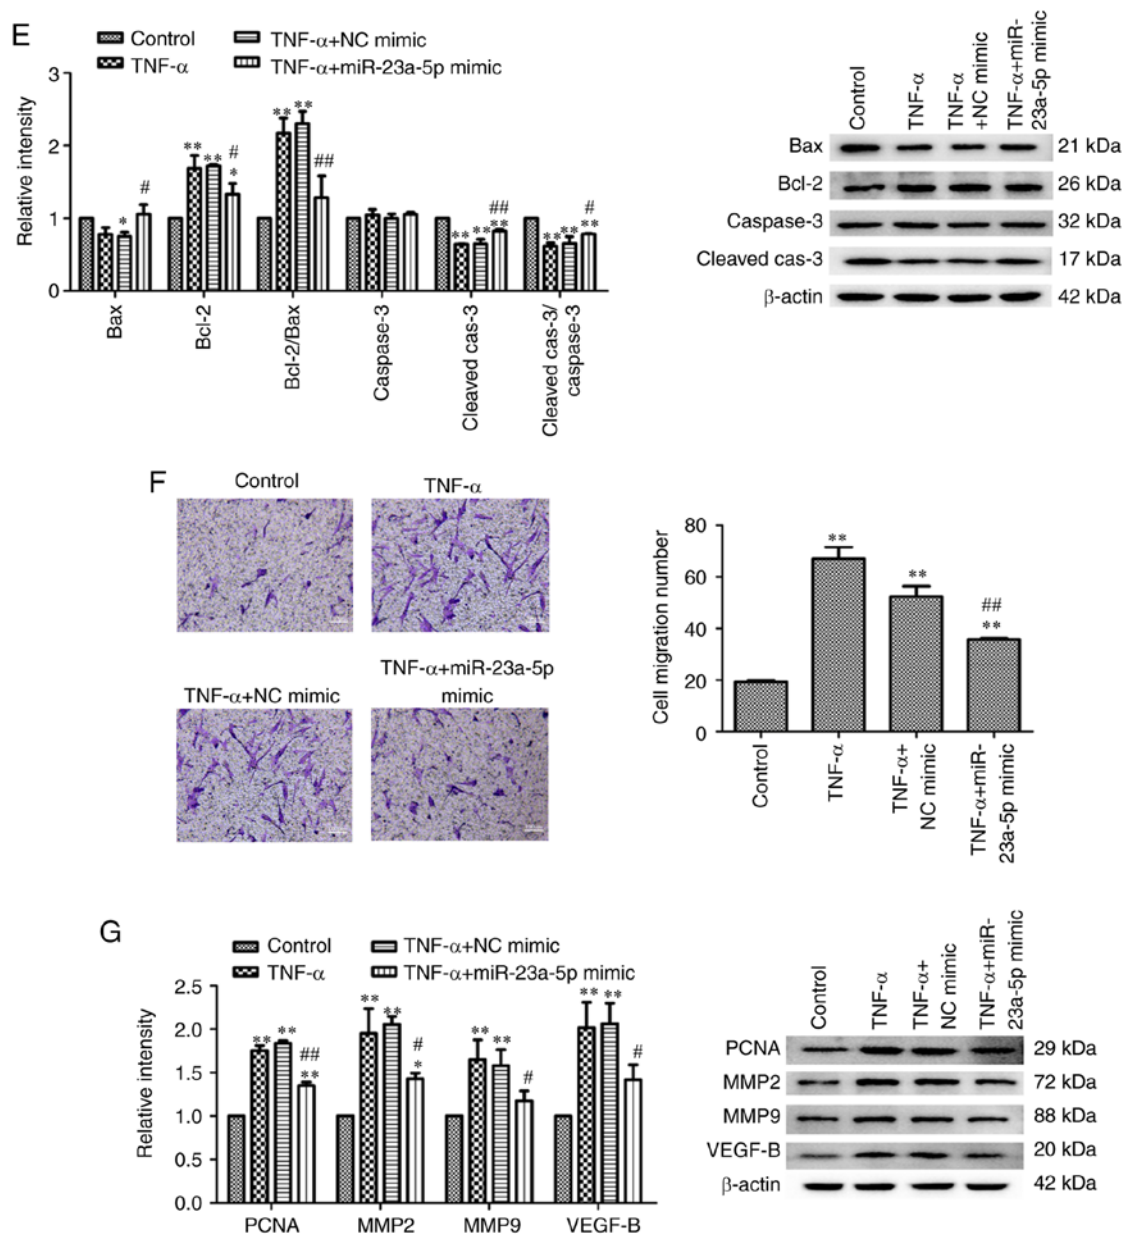 E
Control
TNF-α+NC mimic
TNF-α
TNF-α+miR-23a-5p mimic
Relative intensity
3
2
1
0
** ** # *
** ** ##
* #
** ** ## **
** ** # **
Bax
Bcl-2
Bcl-2/Bax
Caspase-3
Cleaved cas-3
Cleaved cas-3/
caspase-3
Control
TNF-α
TNF-α
+NC mimic
TNF-α+miR-
23a-5p mimic
Bax 21 kDa
Bcl-2 26 kDa
Caspase-3 32 kDa
Cleaved cas-3 17 kDa
β-actin 42 kDa
F
Control
TNF-α
TNF-α+NC mimic
TNF-α+miR-23a-5p
mimic
Cell migration number
80
60
40
20
0
**
**
##
**
Control
TNF-α
TNF-α+
NC mimic
TNF-α+miR-
23a-5p mimic
G
Control
TNF-α+NC mimic
TNF-α
TNF-α+miR-23a-5p mimic
Relative intensity
2.5
2.0
1.5
1.0
0.5
0.0
** ** ## **
** ** # *
** ** #
** ** #
PCNA
MMP2
MMP9
VEGF-B
Control
TNF-α
TNF-α+
NC mimic
TNF-α+miR-
23a-5p mimic
PCNA 29 kDa
MMP2 72 kDa
MMP9 88 kDa
VEGF-B 20 kDa
β-actin 42 kDa